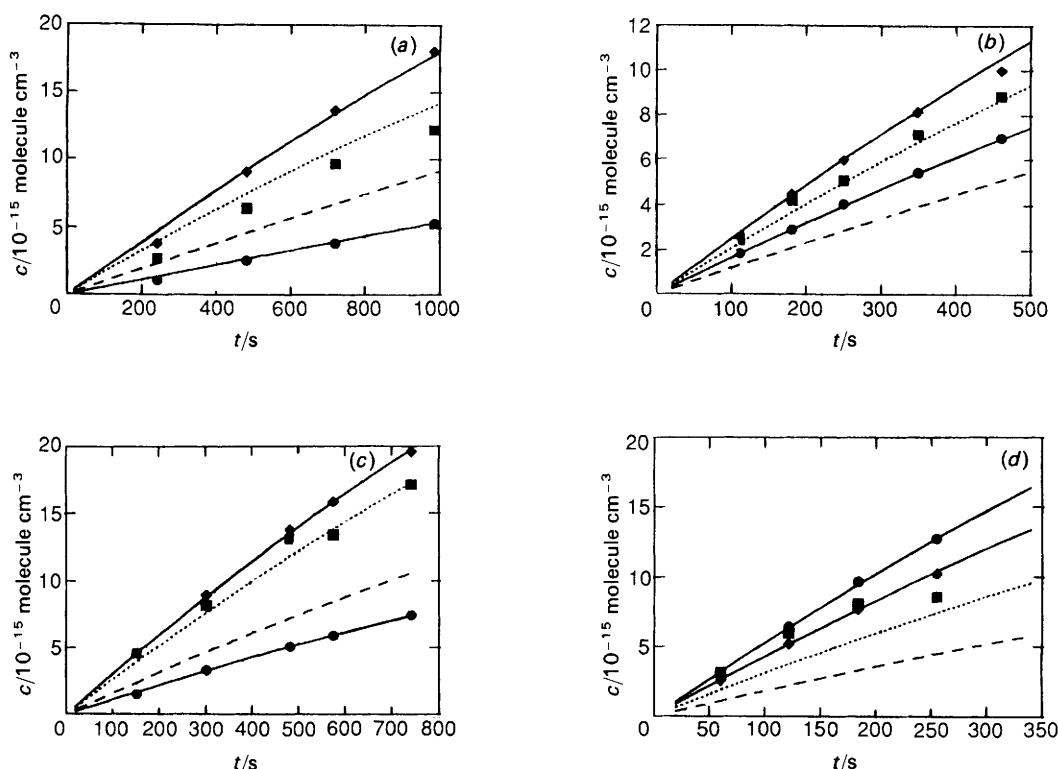 (a)
c/10⁻¹⁵ molecule cm⁻³
20
15
10
5
0 200 400 600 800 1000
t/s
(b)
c/10⁻¹⁵ molecule cm⁻³
12
10
8
6
4
2
0 100 200 300 400 500
t/s
(c)
c/10⁻¹⁵ molecule cm⁻³
20
15
10
5
0 100 200 300 400 500 600 700 800
t/s
(d)
c/10⁻¹⁵ molecule cm⁻³
20
15
10
5
0 50 100 150 200 250 300 350
t/s